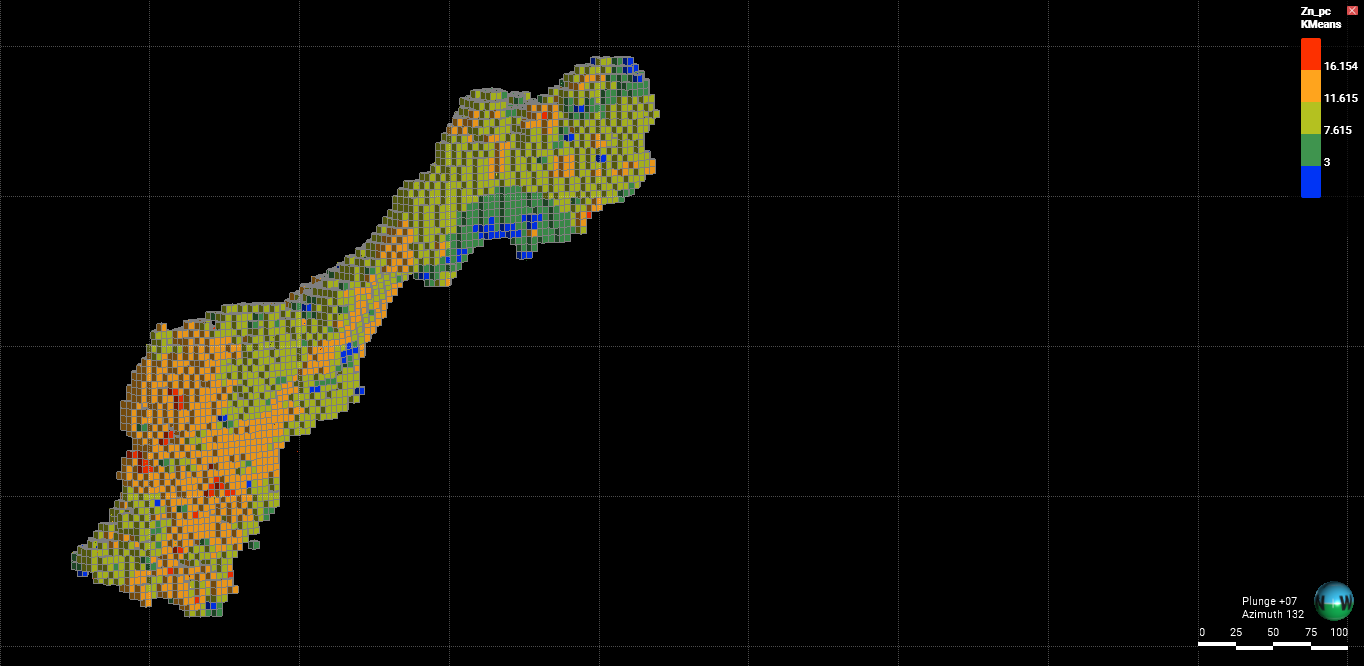 Zn_pc
KMeans
16.154
11.615
7.615
3
Plunge +07
Azimuth 132
W
0 25 50 75 100